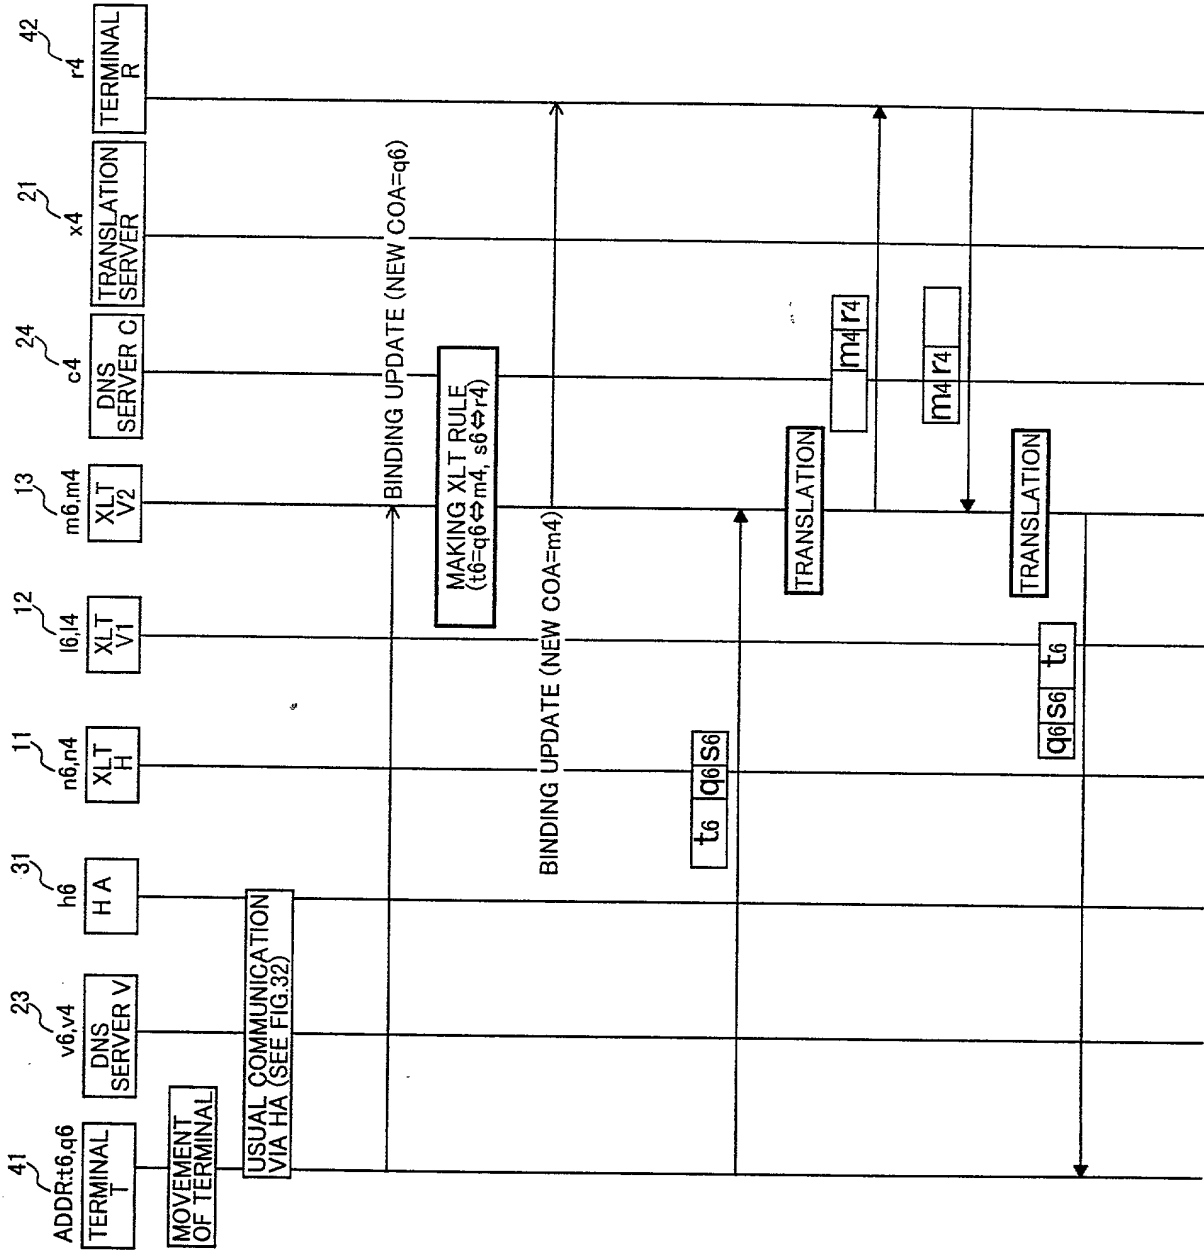 41
ADDR:t6,q6
TERMINAL
T
23
v6,v4
DNS
SERVER V
31
h6
H A
11
n6,n4
XLT
H
12
l6,l4
XLT
V1
13
m6,m4
XLT
V2
24
c4
DNS
SERVER C
21
x4
TRANSLATION
SERVER
42
r4
TERMINAL
R
MOVEMENT
OF TERMINAL
USUAL COMMUNICATION
VIA HA (SEE FIG.32)
BINDING UPDATE (NEW COA=q6)
MAKING XLT RULE
(t6=q6⇔m4, s6⇔r4)
BINDING UPDATE (NEW COA=m4)
t6 q6 s6
TRANSLATION
m4 r4
m4 r4
TRANSLATION
q6 s6 t6